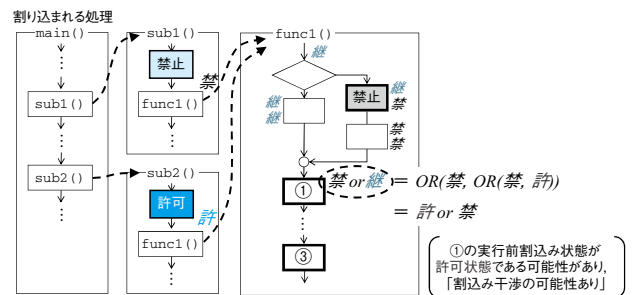 割り込まれる処理
main()
⋮
sub1()
⋮
sub2()
⋮
sub1()
禁止
禁
func1()
⋮
sub2()
許可
許
func1()
⋮
func1()
継
継
継
禁止
継
禁
禁
禁
① 禁 or 継 = OR(禁, OR(禁, 許))
= 許 or 禁
⋮
③
①の実行前割込み状態が
許可状態である可能性があり,
「割込み干渉の可能性あり」